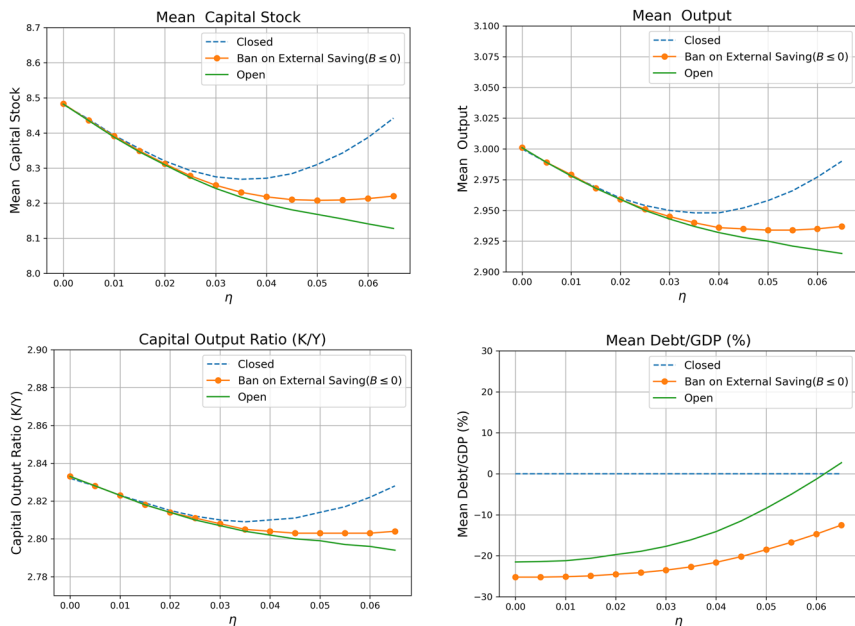 Mean Capital Stock
8.7
8.6
8.5
8.4
8.3
8.2
8.1
8.0
Mean Capital Stock
Closed
Ban on External Saving(B ≤ 0)
Open
0.00 0.01 0.02 0.03 0.04 0.05 0.06
η
Mean Output
3.100
3.075
3.050
3.025
3.000
2.975
2.950
2.925
2.900
Mean Output
Closed
Ban on External Saving(B ≤ 0)
Open
0.00 0.01 0.02 0.03 0.04 0.05 0.06
η
Capital Output Ratio (K/Y)
2.90
2.88
2.86
2.84
2.82
2.80
2.78
Capital Output Ratio (K/Y)
Closed
Ban on External Saving(B ≤ 0)
Open
0.00 0.01 0.02 0.03 0.04 0.05 0.06
η
Mean Debt/GDP (%)
30
20
10
0
−10
−20
−30
Mean Debt/GDP (%)
Closed
Ban on External Saving(B ≤ 0)
Open
0.00 0.01 0.02 0.03 0.04 0.05 0.06
η